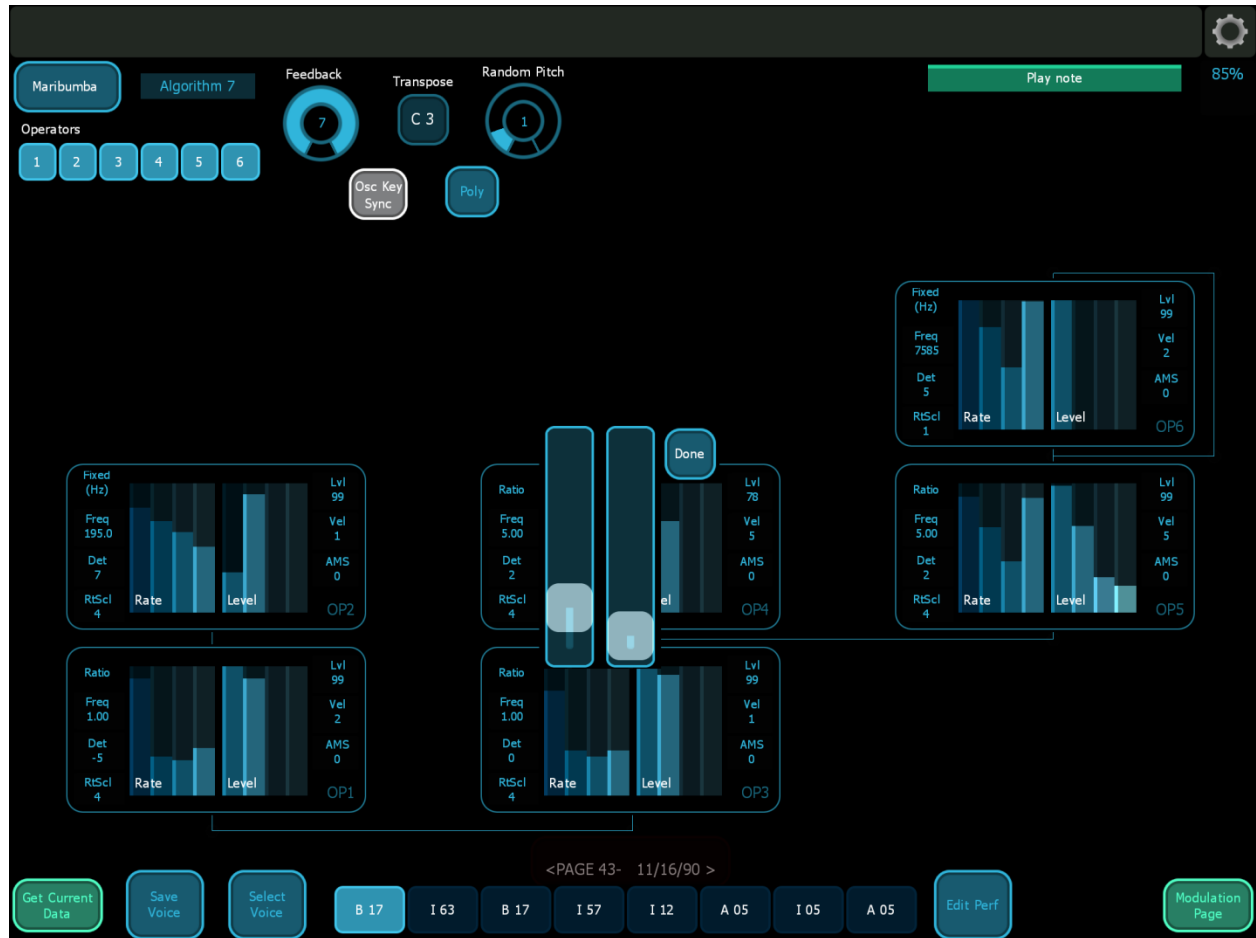 Maribumba
Algorithm 7
Feedback
7
Transpose
C 3
Random Pitch
1
Play note
85%
Operators
1 2 3 4 5 6
Osc Key
Sync
Poly
Fixed
(Hz)
Freq
7585
Det
5
RtScl
1
Rate
Level
Lvl
99
Vel
2
AMS
0
OP6
Fixed
(Hz)
Freq
195.0
Det
7
RtScl
4
Rate
Level
Lvl
99
Vel
1
AMS
0
OP2
Done
Ratio
Freq
5.00
Det
2
RtScl
4
el
Lvl
78
Vel
5
AMS
0
OP4
Ratio
Freq
5.00
Det
2
RtScl
4
Rate
Level
Lvl
99
Vel
5
AMS
0
OP5
Ratio
Freq
1.00
Det
-5
RtScl
4
Rate
Level
Lvl
99
Vel
2
AMS
0
OP1
Ratio
Freq
1.00
Det
0
RtScl
4
Rate
Level
Lvl
99
Vel
1
AMS
0
OP3
<PAGE 43- 11/16/90 >
Get Current
Data
Save
Voice
Select
Voice
B 17 I 63 B 17 I 57 I 12 A 05 I 05 A 05
Edit Perf
Modulation
Page